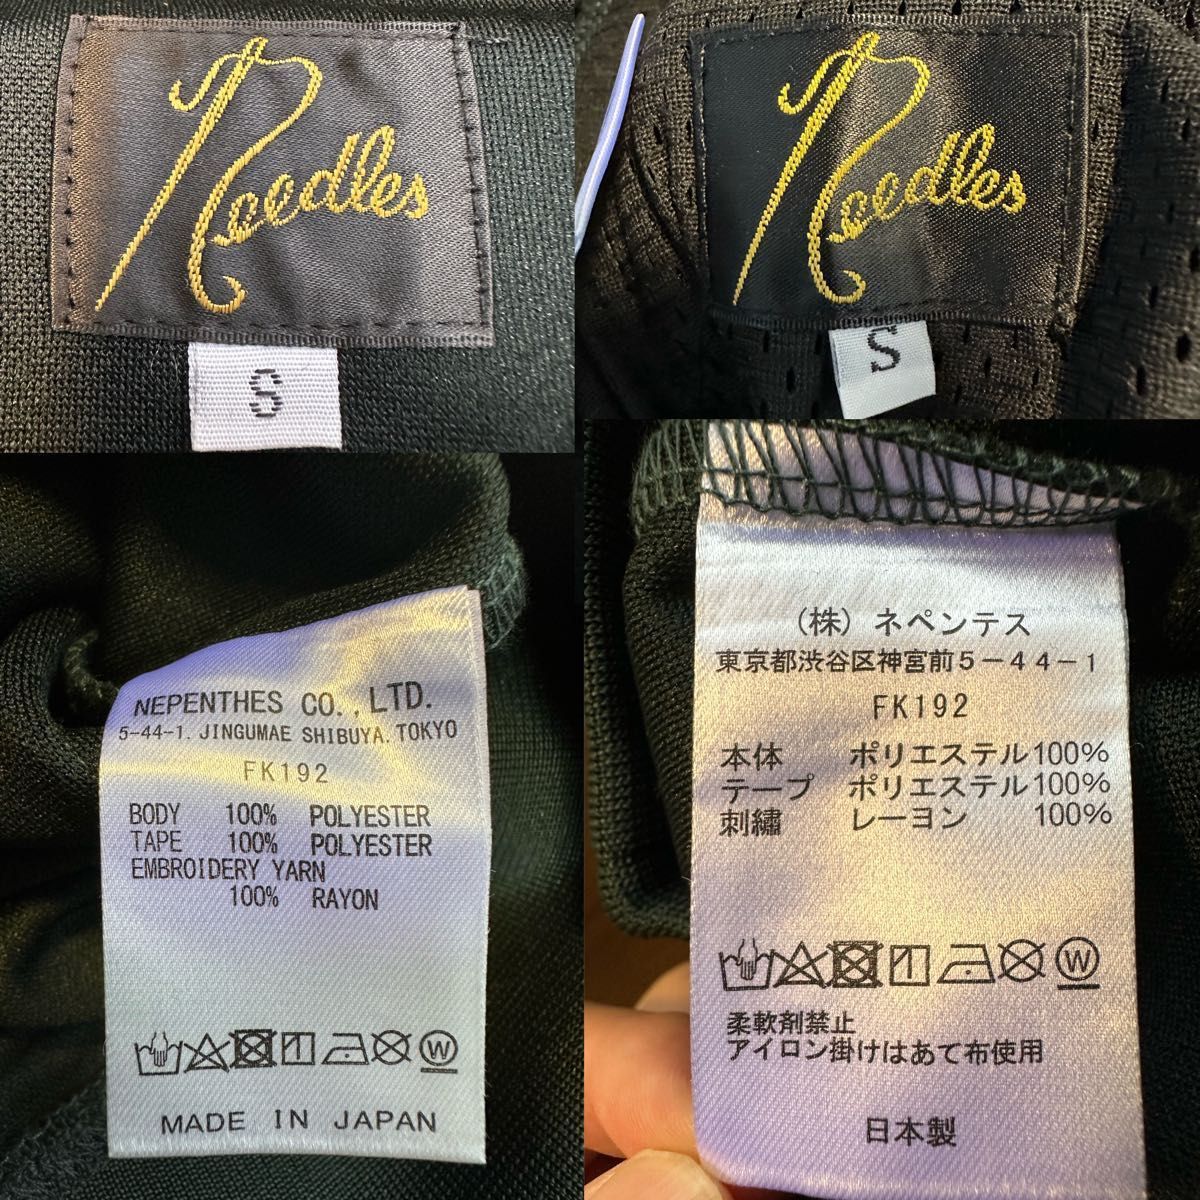 Needles
S
Needles
S
NEPENTHES CO., LTD.
5-44-1. JINGUMAE SHIBUYA. TOKYO
FK192
BODY 100% POLYESTER
TAPE 100% POLYESTER
EMBROIDERY YARN
100% RAYON
W
MADE IN JAPAN
(株) ネペンテス
東京都渋谷区神宮前5-44-1
FK192
本体 ポリエステル100%
テープ ポリエステル100%
刺繍 レーヨン 100%
W
柔軟剤禁止
アイロン掛けはあて布使用
日本製